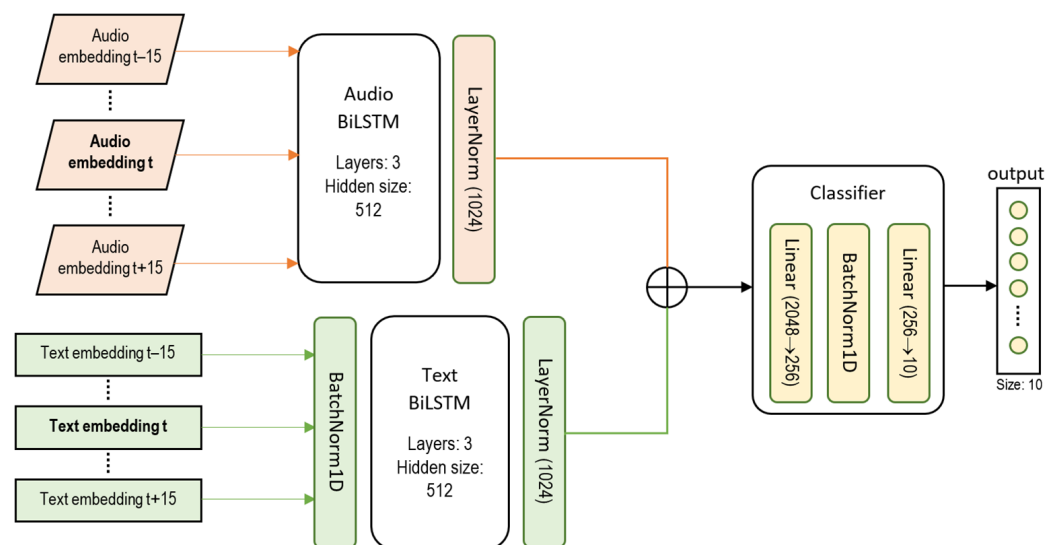 Audio
embedding t–15
Audio
embedding t
Audio
embedding t+15
Audio
BiLSTM
Layers: 3
Hidden size:
512
LayerNorm (1024)
Text embedding t–15
Text embedding t
Text embedding t+15
BatchNorm1D
Text
BiLSTM
Layers: 3
Hidden size:
512
LayerNorm (1024)
Classifier
Linear (2048→256)
BatchNorm1D
Linear (256→10)
output
Size: 10